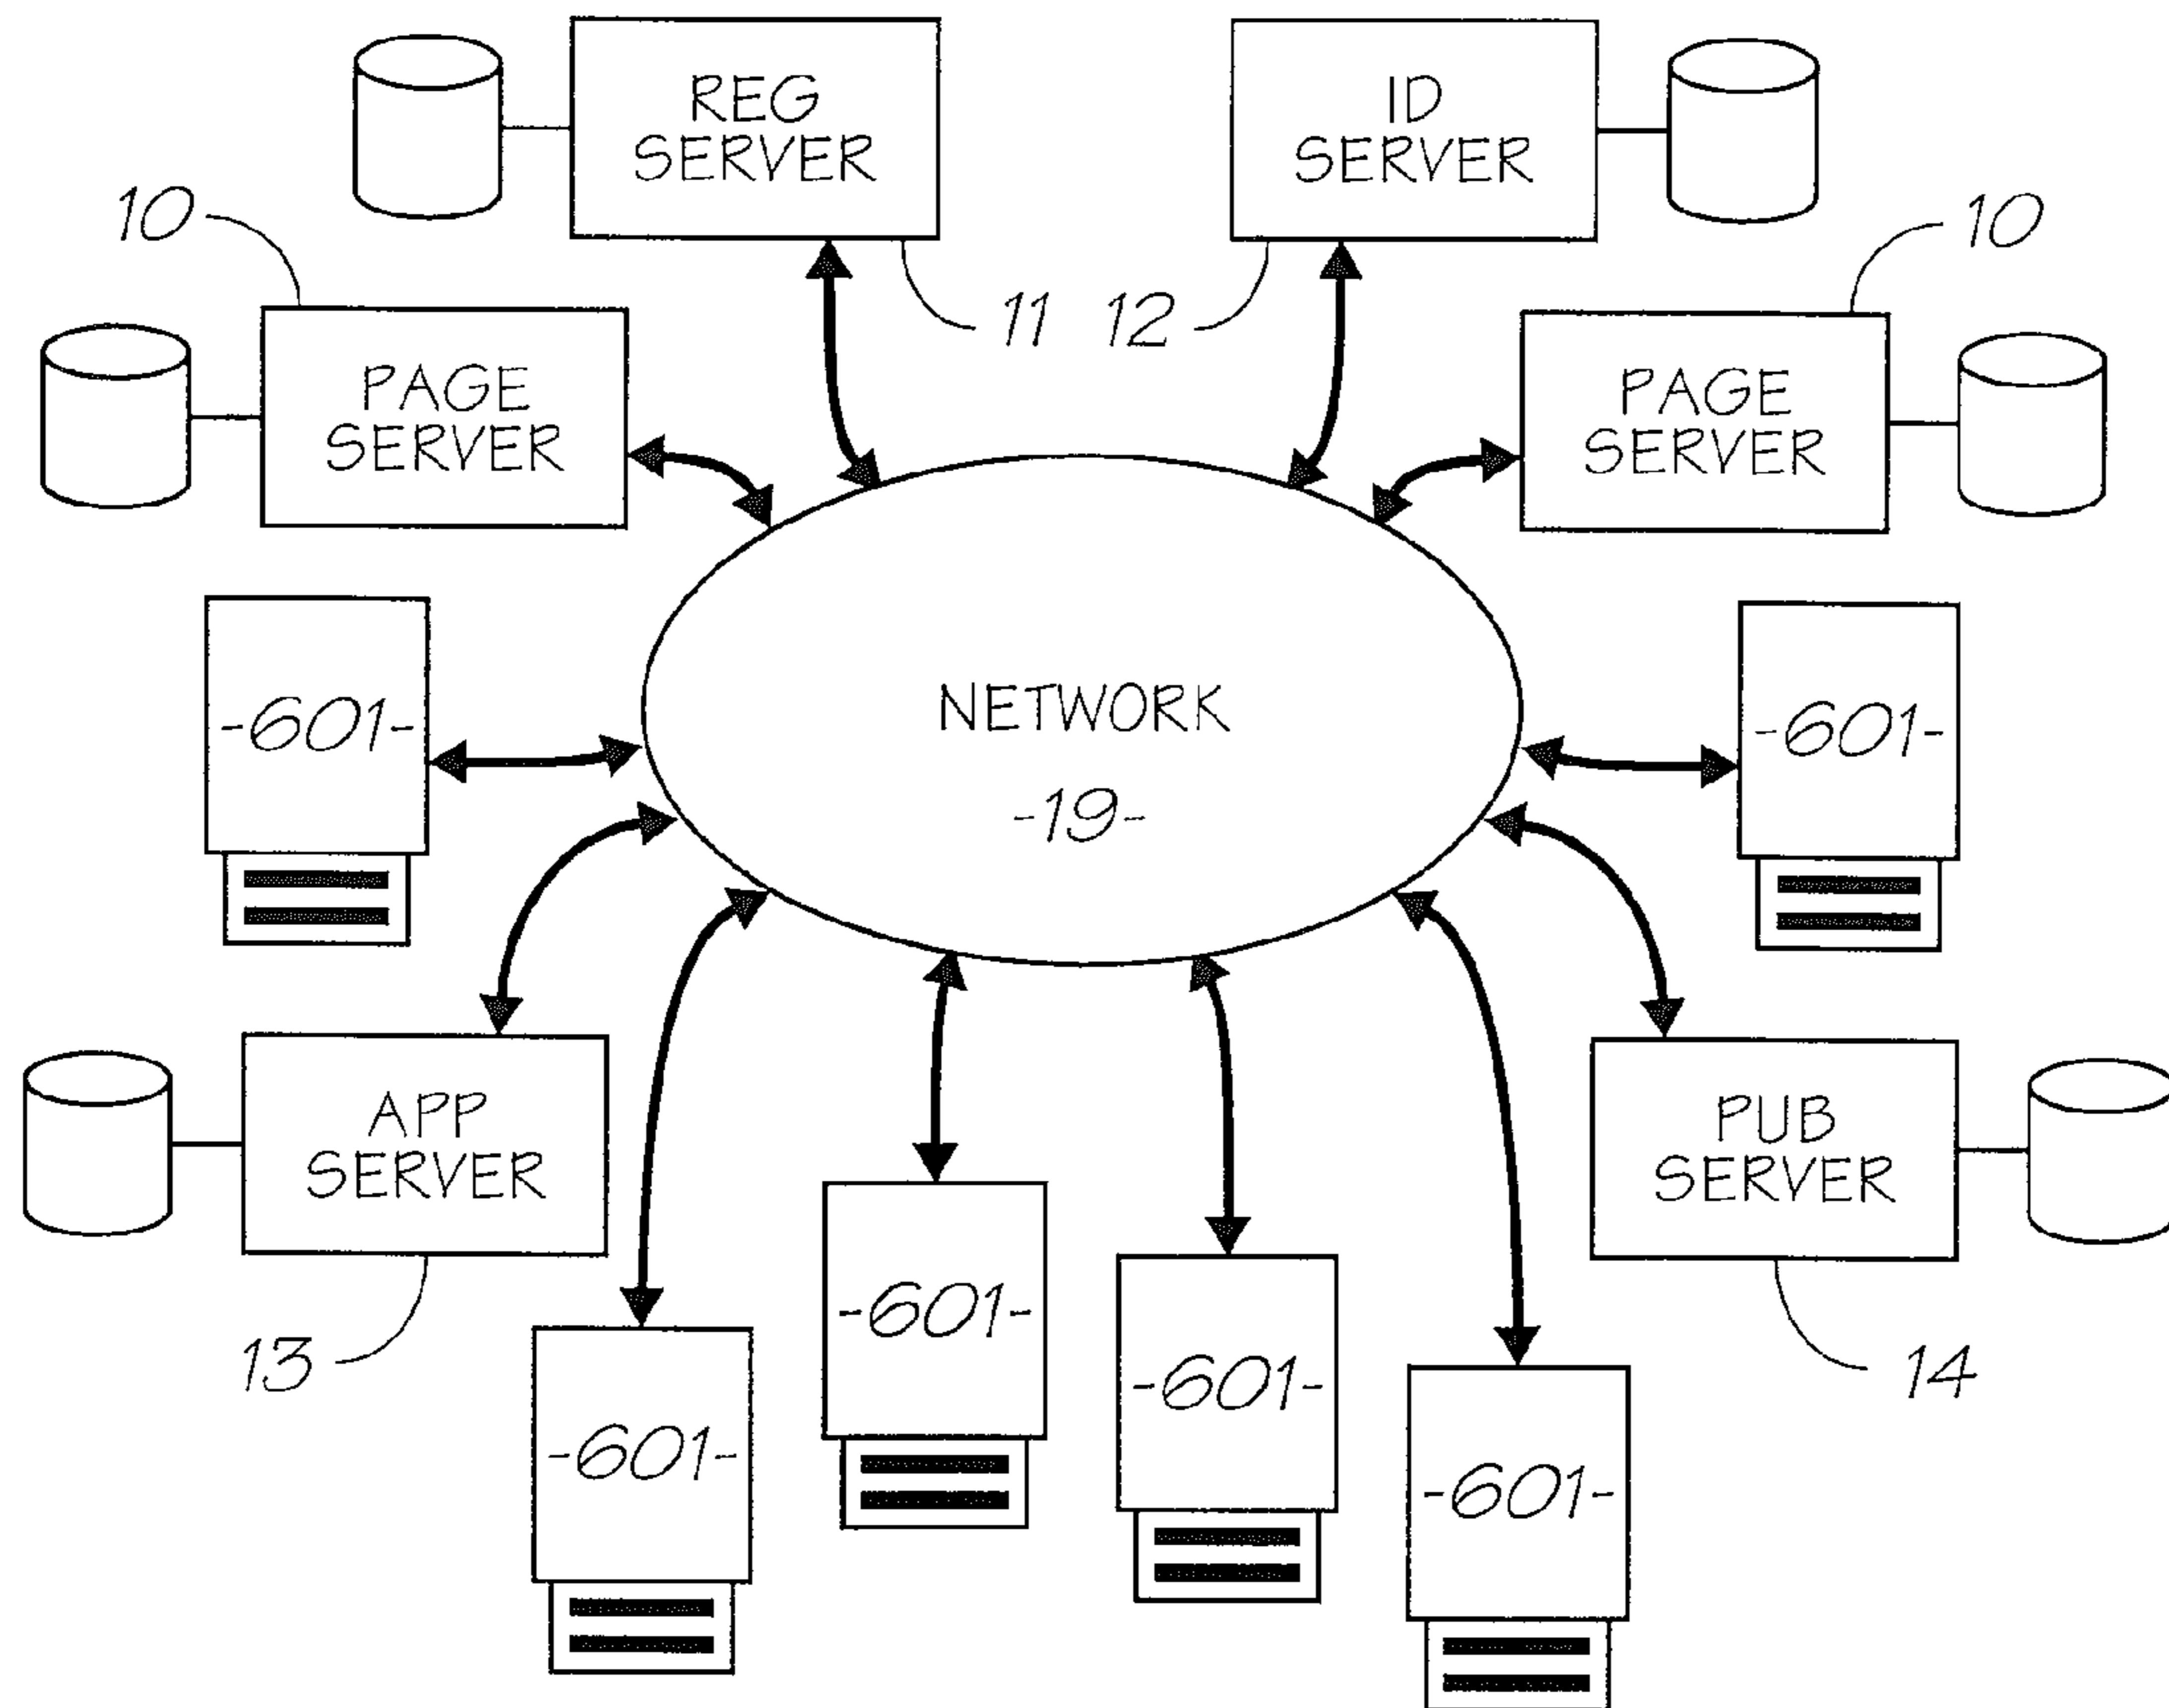 REG
SERVER
ID
SERVER
10
10
11
12
PAGE
SERVER
PAGE
SERVER
-601-
NETWORK
-19-
-601-
APP
SERVER
PUB
SERVER
13
-601-
-601-
-601-
-601-
14